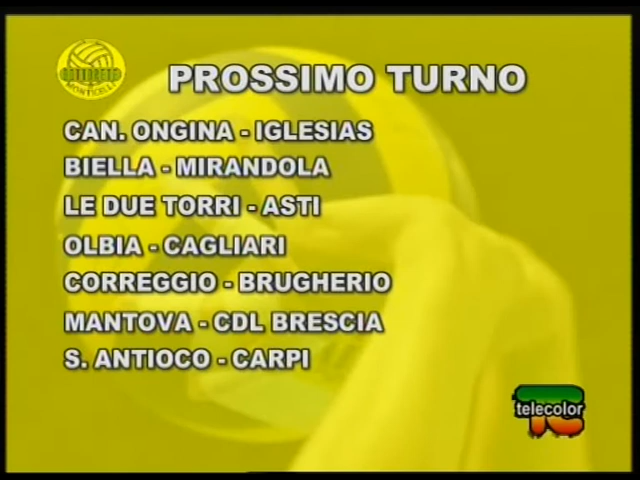 PROSSIMO TURNO
MONTICELLI
CAN. ONGINA - IGLESIAS
BIELLA - MIRANDOLA
LE DUE TORRI - ASTI
OLBIA - CAGLIARI
CORREGGIO - BRUGHERIO
MANTOVA - CDL BRESCIA
S. ANTIOCO - CARPI
telecolor